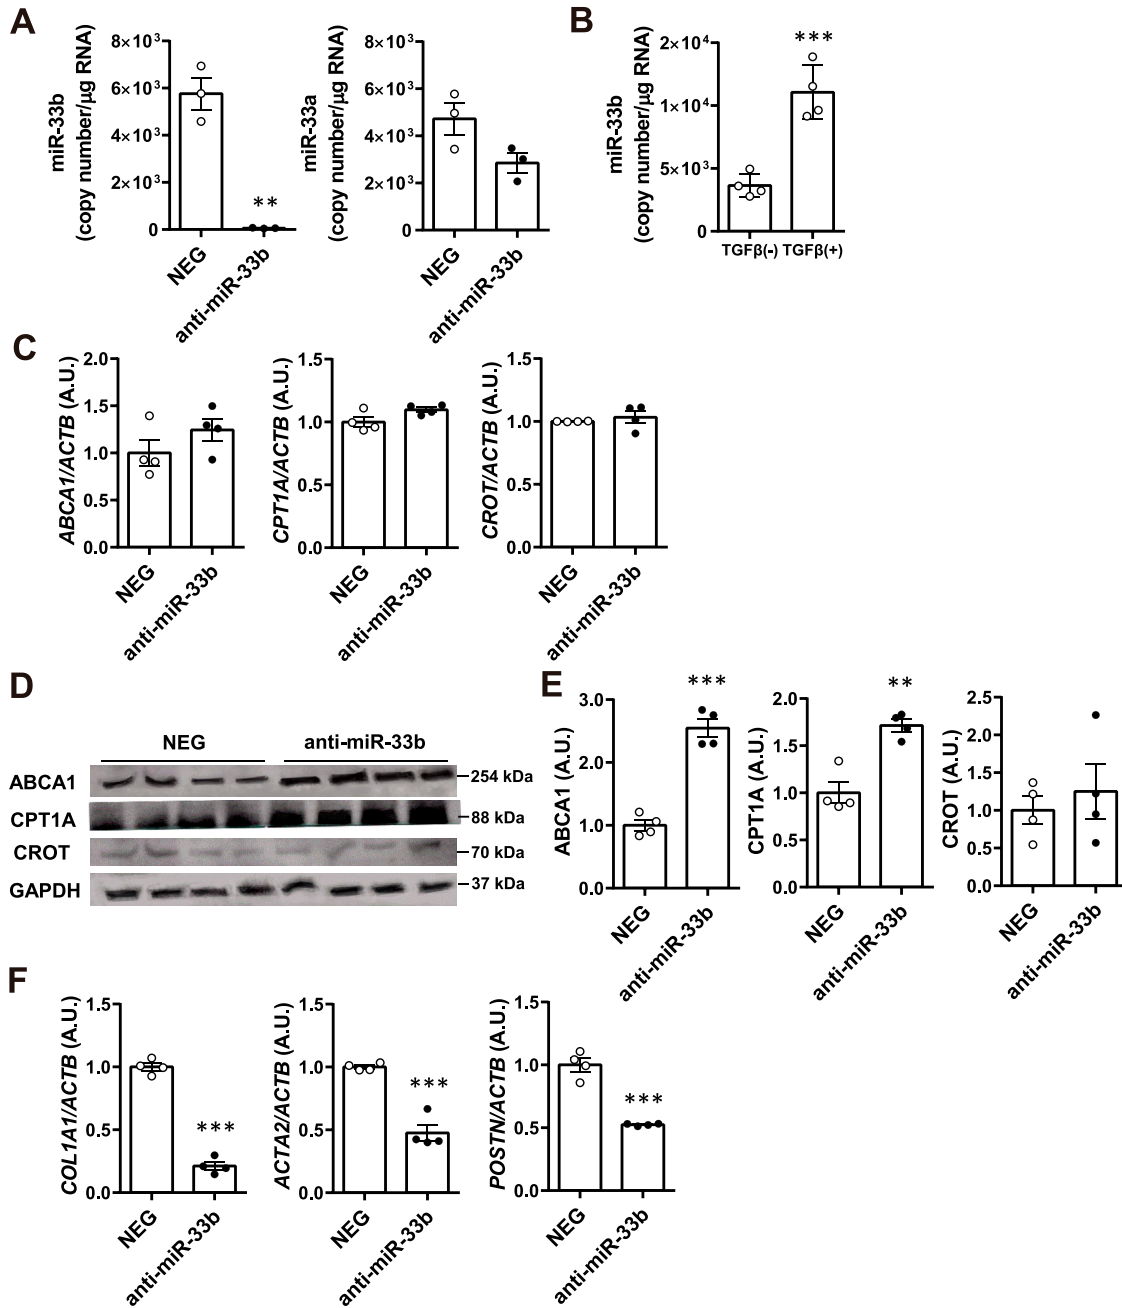 A
miR-33b
(copy number/μg RNA)
8×10³
6×10³
4×10³
2×10³
0
**
NEG
anti-miR-33b
miR-33a
(copy number/μg RNA)
8×10³
6×10³
4×10³
2×10³
0
NEG
anti-miR-33b
B
miR-33b
(copy number/μg RNA)
2×10⁴
1×10⁴
5×10³
0
***
TGFβ(-) TGFβ(+)
C
ABCA1/ACTB (A.U.)
2.0
1.5
1.0
0.5
0.0
NEG
anti-miR-33b
CPT1A/ACTB (A.U.)
1.5
1.0
0.5
0.0
NEG
anti-miR-33b
CROT/ACTB (A.U.)
1.5
1.0
0.5
0.0
NEG
anti-miR-33b
D
NEG anti-miR-33b
ABCA1 254 kDa
CPT1A 88 kDa
CROT 70 kDa
GAPDH 37 kDa
E
ABCA1 (A.U.)
3.0
2.0
1.0
0.0
***
NEG
anti-miR-33b
CPT1A (A.U.)
2.0
1.5
1.0
0.5
0.0
**
NEG
anti-miR-33b
CROT (A.U.)
2.5
2.0
1.5
1.0
0.5
0.0
NEG
anti-miR-33b
F
COL1A1/ACTB (A.U.)
1.5
1.0
0.5
0.0
***
NEG
anti-miR-33b
ACTA2/ACTB (A.U.)
1.5
1.0
0.5
0.0
***
NEG
anti-miR-33b
POSTN/ACTB (A.U.)
1.5
1.0
0.5
0.0
***
NEG
anti-miR-33b